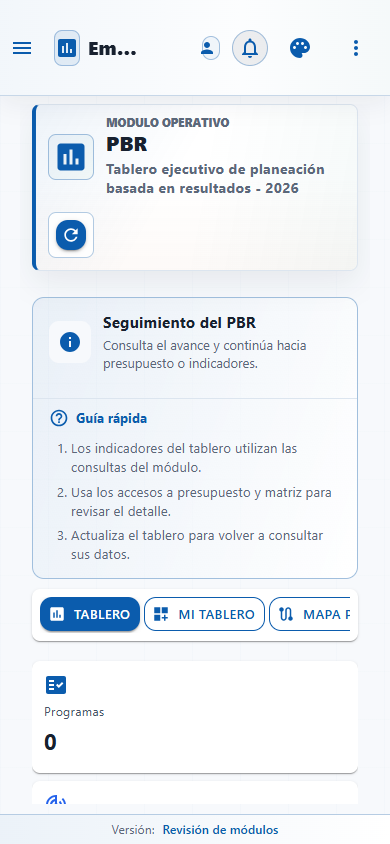 Em...
MODULO OPERATIVO
PBR
Tablero ejecutivo de planeación
basada en resultados - 2026
Seguimiento del PBR
Consulta el avance y continúa hacia
presupuesto o indicadores.
Guía rápida
1. Los indicadores del tablero utilizan las
consultas del módulo.
2. Usa los accesos a presupuesto y matriz para
revisar el detalle.
3. Actualiza el tablero para volver a consultar
sus datos.
TABLERO
MI TABLERO
MAPA
Programas
0
Versión: Revisión de módulos